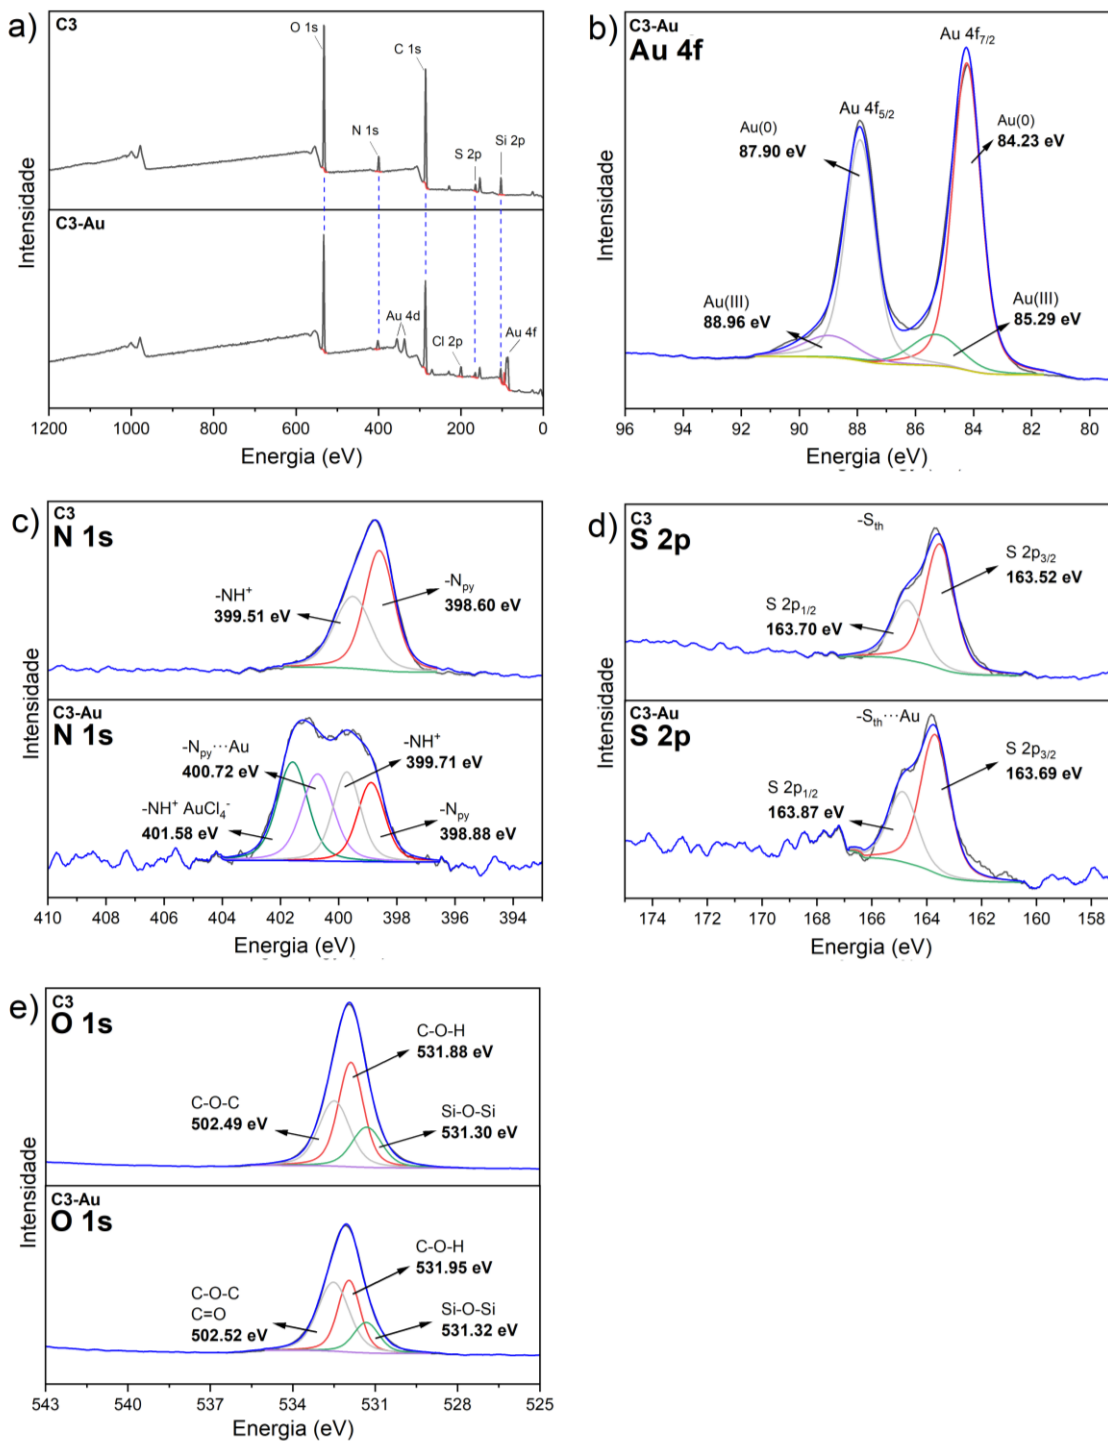 a)
C3
O 1s
C 1s
N 1s
S 2p
Si 2p
C3-Au
Au 4d
Cl 2p
Au 4f
Intensidade
1200 1000 800 600 400 200 0
Energia (eV)
b)
C3-Au
Au 4f
Au 4f7/2
Au 4f5/2
Au(0)
87.90 eV
Au(0)
84.23 eV
Au(III)
88.96 eV
Au(III)
85.29 eV
Intensidade
96 94 92 90 88 86 84 82 80
Energia (eV)
c)
C3
N 1s
-NH+
399.51 eV
-Npy
398.60 eV
C3-Au
N 1s
-Npy···Au
400.72 eV
-NH+
399.71 eV
-NH+ AuCl4-
401.58 eV
-Npy
398.88 eV
Intensidade
410 408 406 404 402 400 398 396 394
Energia (eV)
d)
C3
S 2p
-Sth
S 2p3/2
163.52 eV
S 2p1/2
163.70 eV
C3-Au
S 2p
-Sth···Au
S 2p3/2
163.69 eV
S 2p1/2
163.87 eV
Intensidade
174 172 170 168 166 164 162 160 158
Energia (eV)
e)
C3
O 1s
C-O-H
531.88 eV
C-O-C
502.49 eV
Si-O-Si
531.30 eV
C3-Au
O 1s
C-O-H
531.95 eV
C-O-C
C=O
502.52 eV
Si-O-Si
531.32 eV
Intensidade
543 540 537 534 531 528 525
Energia (eV)